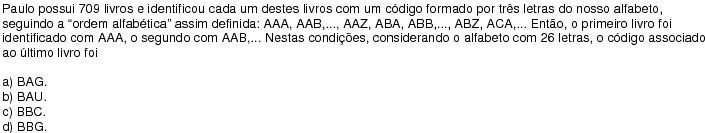 Paulo possui 709 livros e identificou cada um destes livros com um código formado por três letras do nosso alfabeto,
seguindo a “ordem alfabética” assim definida: AAA, AAB,..., AAZ, ABA, ABB,..., ABZ, ACA,... Então, o primeiro livro foi
identificado com AAA, o segundo com AAB,... Nestas condições, considerando o alfabeto com 26 letras, o código associado
ao último livro foi
a) BAG.
b) BAU.
c) BBC.
d) BBG.